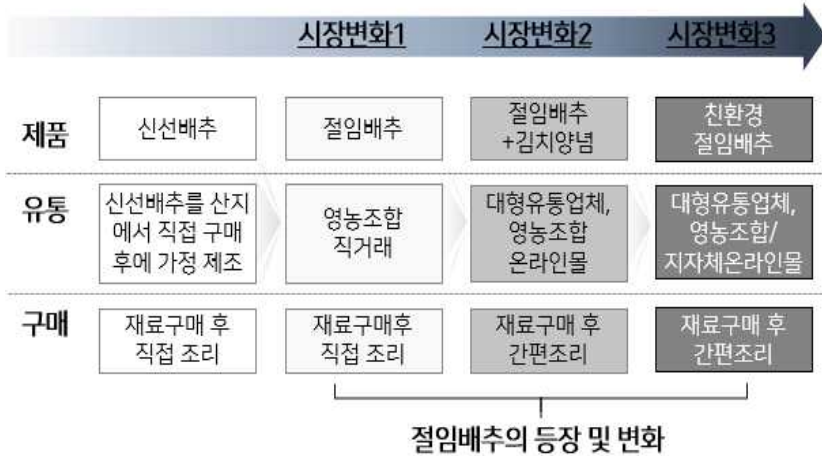 시장변화1
시장변화2
시장변화3
제품
신선배추
절임배추
절임배추
+김치양념
친환경
절임배추
유통
신선배추를 산지
에서 직접 구매
후에 가정 제조
영농조합
직거래
대형유통업체,
영농조합
온라인몰
대형유통업체,
영농조합/
지자체온라인몰
구매
재료구매 후
직접 조리
재료구매후
직접 조리
재료구매 후
간편조리
재료구매 후
간편조리
절임배추의 등장 및 변화